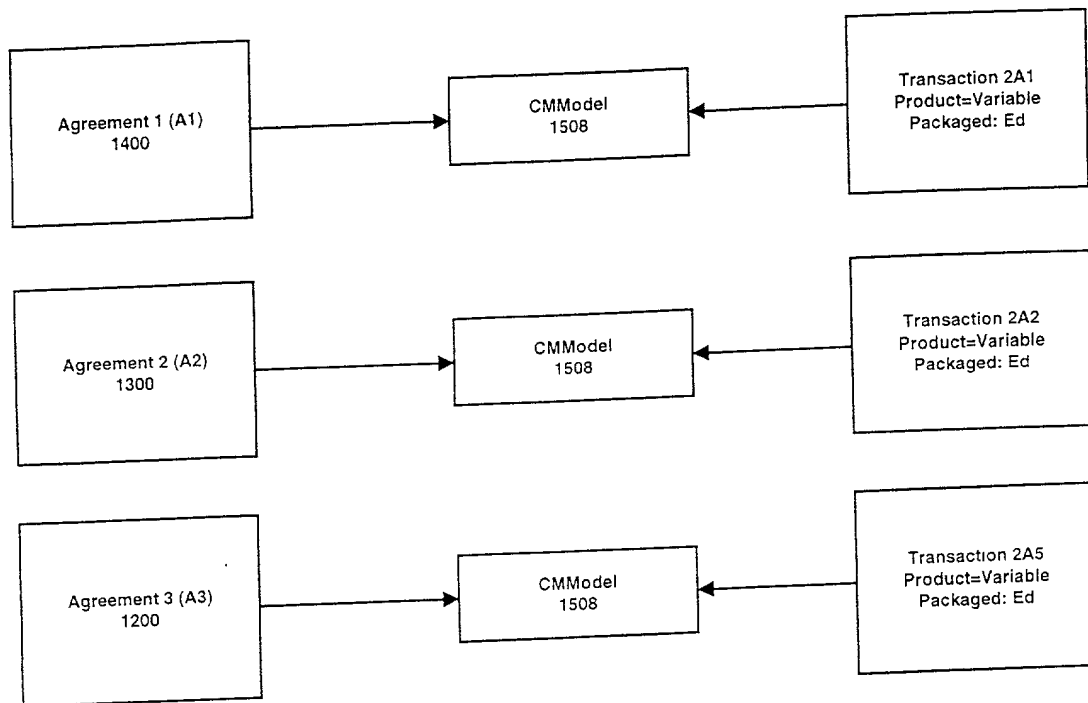 Agreement 1 (A1)
1400
CMModel
1508
Transaction 2A1
Product=Variable
Packaged: Ed
Agreement 2 (A2)
1300
CMModel
1508
Transaction 2A2
Product=Variable
Packaged: Ed
Agreement 3 (A3)
1200
CMModel
1508
Transaction 2A5
Product=Variable
Packaged: Ed